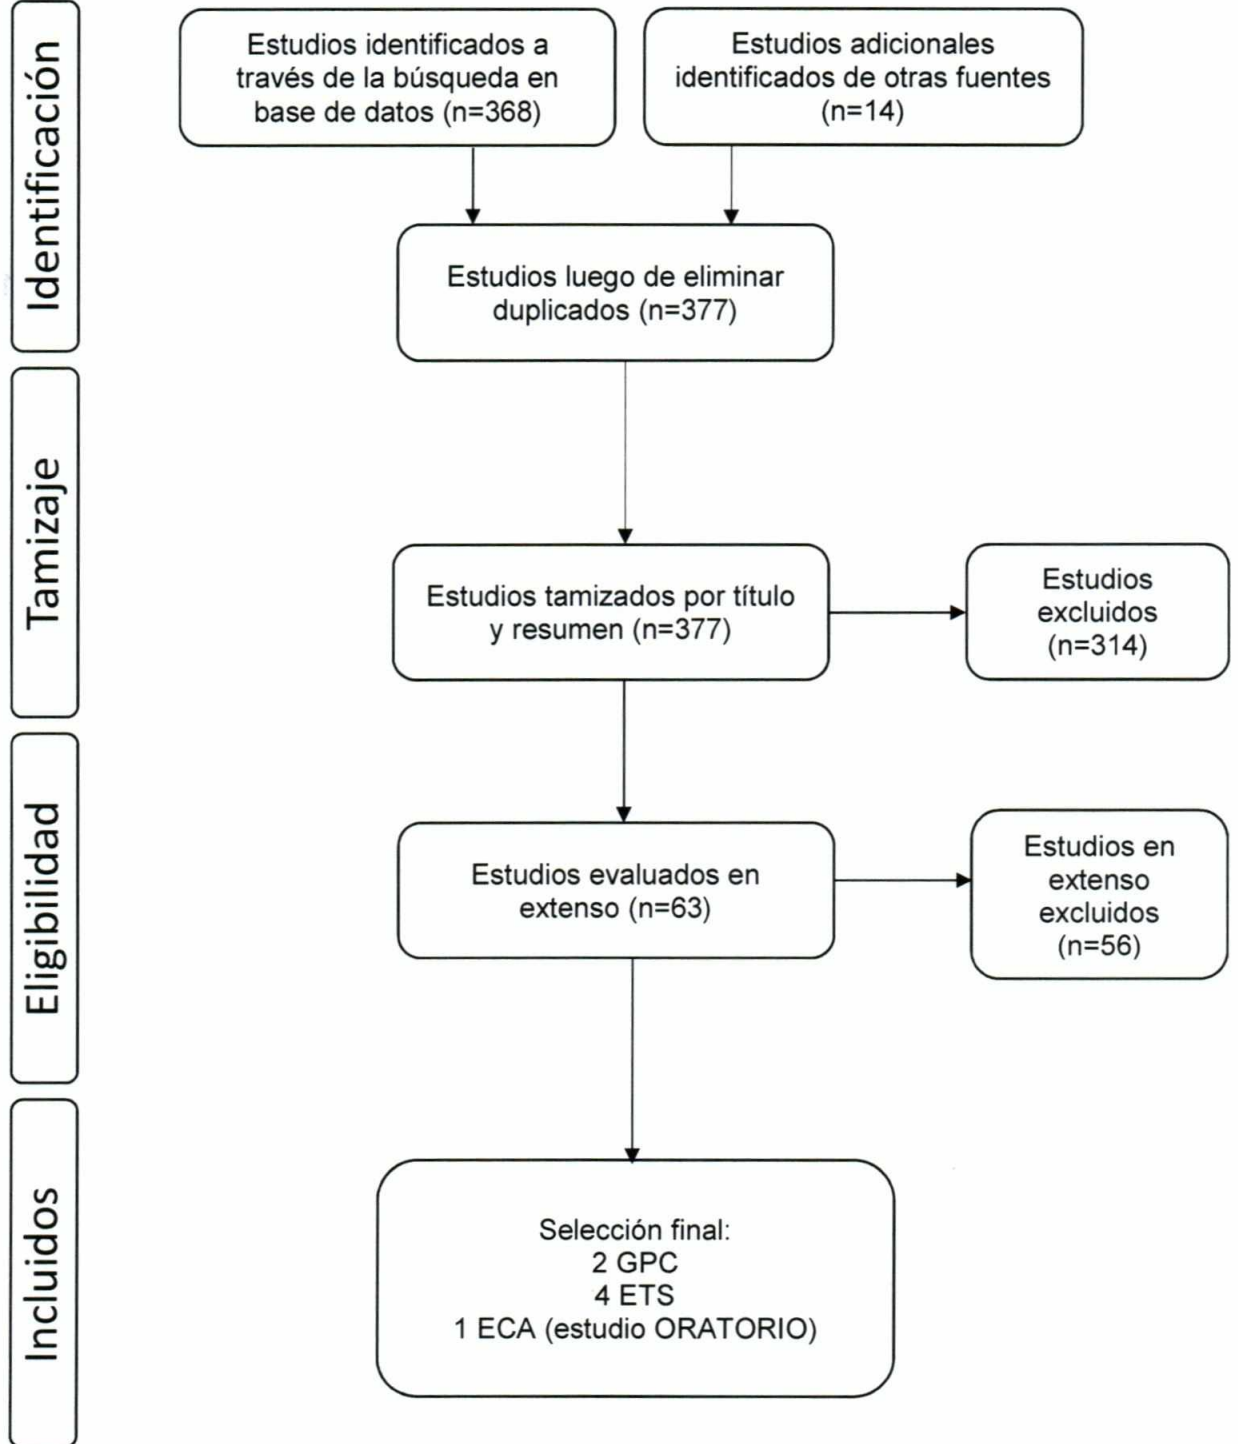 Identificación
Estudios identificados a
través de la búsqueda en
base de datos (n=368)
Estudios adicionales
identificados de otras fuentes
(n=14)
Estudios luego de eliminar
duplicados (n=377)
Tamizaje
Estudios tamizados por título
y resumen (n=377)
Estudios
excluidos
(n=314)
Eligibilidad
Estudios evaluados en
extenso (n=63)
Estudios en
extenso
excluidos
(n=56)
Incluidos
Selección final:
2 GPC
4 ETS
1 ECA (estudio ORATORIO)